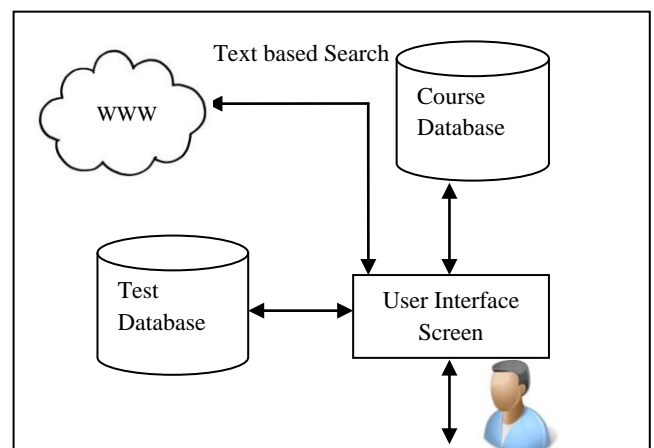 Text based Search
WWW
Course
Database
Test
Database
User Interface
Screen